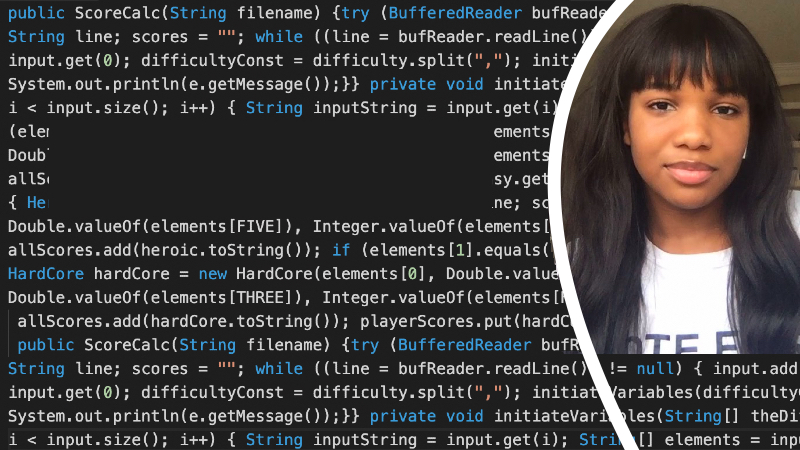 public ScoreCalc(String filename) {try (BufferedReader bufReade
String line; scores = ""; while ((line = bufReader.readLine()
input.get(0); difficultyConst = difficulty.split(","); initi
System.out.println(e.getMessage());}} private void initiate
i < input.size(); i++) { String inputString = input.get(i)
(elem ements
Doubl ements
allSc sy.get
{ He ne; sc
Double.valueOf(elements[FIVE]), Integer.valueOf(elements[
allScores.add(heroic.toString()); if (elements[1].equals(
HardCore hardCore = new HardCore(elements[0], Double.value
Double.valueOf(elements[THREE]), Integer.valueOf(elements[
allScores.add(hardCore.toString()); playerScores.put(hardC
public ScoreCalc(String filename) {try (BufferedReader bufR
String line; scores = ""; while ((line = bufReader.readLine() != null) { input.add
input.get(0); difficultyConst = difficulty.split(","); initiateVariables(difficulty
System.out.println(e.getMessage());}} private void initiateVariables(String[] theDi
i < input.size(); i++) { String inputString = input.get(i); String[] elements = inpu